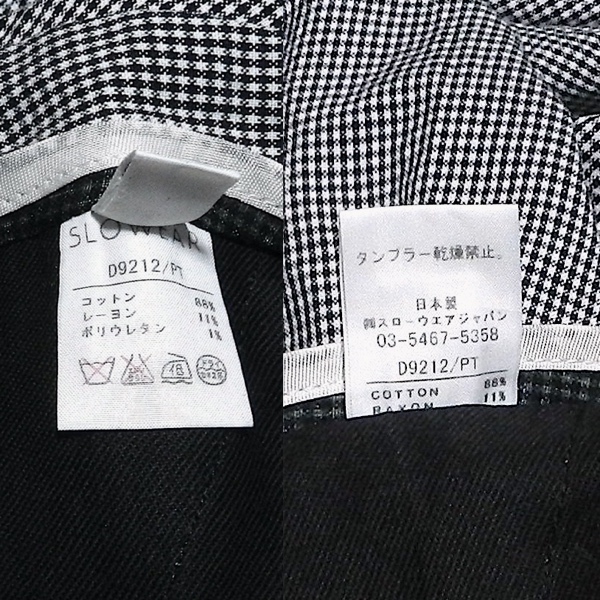 SLOWEAR
D9212/PT
コットン 88%
レーヨン 11%
ポリウレタン 1%
タンブラー乾燥禁止。
日本製
㈱スローウエアジャパン
03-5467-5358
D9212/PT
COTTON 88%
RAXON 11%